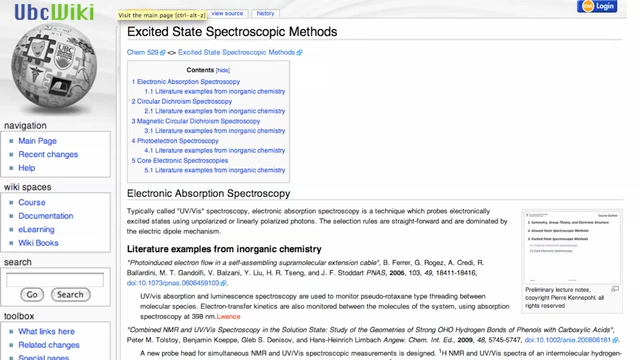 UbcWiki
Visit the main page [ctrl-alt-z]
view source
history
Login
Excited State Spectroscopic Methods
Chem 529 <> Excited State Spectroscopic Methods
Contents [hide]
1 Electronic Absorption Spectroscopy
1.1 Literature examples from inorganic chemistry
2 Circular Dichroism Spectroscopy
2.1 Literature examples from inorganic chemistry
3 Magnetic Circular Dichroism Spectroscopy
3.1 Literature examples from inorganic chemistry
4 Photoelectron Spectroscopy
4.1 Literature examples from inorganic chemistry
5 Core Electronic Spectroscopies
5.1 Literature examples from inorganic chemistry
navigation
Main Page
Recent changes
Help
wiki spaces
Course
Documentation
eLearning
Wiki Books
search
Go
Search
toolbox
What links here
Related changes
Special pages
Electronic Absorption Spectroscopy
Typically called "UV/Vis" spectroscopy, electronic absorption spectroscopy is a technique which probes electronically
excited states using unpolarized or linearly polarized photons. The selection rules are straight-forward and are dominated by
the electric dipole mechanism.
Literature examples from inorganic chemistry
"Photoinduced electron flow in a self-assembling supramolecular extension cable", B. Ferrer, G. Rogez, A. Credi, R.
Ballardini, M. T. Gandolfi, V. Balzani, Y. Liu, H. R. Tseng, and J. F. Stoddart PNAS, 2006, 103, 49, 18411-18416,
doi:10.1073/pnas.0606459103.
UV/vis absorption and luminescence spectroscopy are used to monitor pseudo-rotaxane type threading between
molecular species. Electron-transfer kinetics are also monitored between the molecules of the system, using absorption
spectroscopy at 398 nm.Lwence
"Combined NMR and UV/Vis Spectroscopy in the Solution State: Study of the Geometries of Strong OHO Hydrogen Bonds of Phenols with Carboxylic Acids",
Peter M. Tolstoy, Benjamin Koeppe, Gleb S. Denisov, and Hans-Heinrich Limbach Angew. Chem. Int. Ed., 2009, 48, 5745-5747, doi:10.1002/anie.200806181.
A new probe head for simultaneous NMR and UV-Vis spectroscopic measurements is designed. ¹H NMR and UV/Vis spectra of an intermolecular hydrogen-
Preliminary lecture notes,
copyright Pierre Kennepohl. all
rights reserved